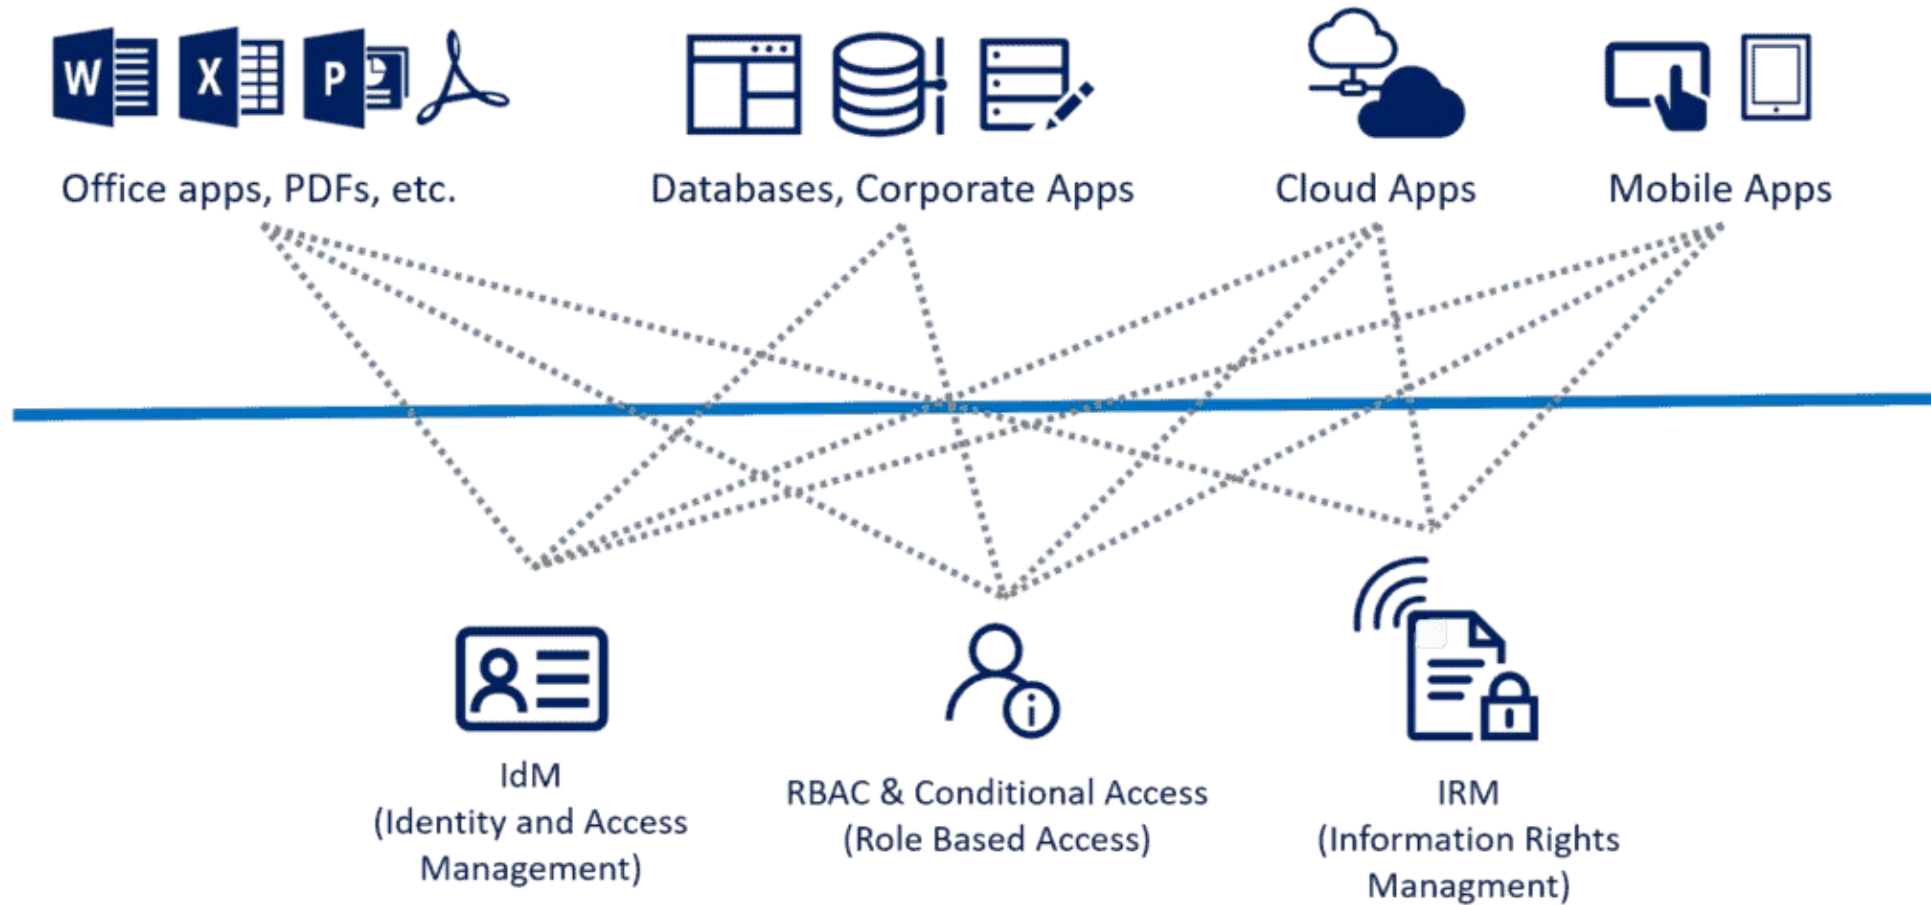 W
X
P
Office apps, PDFs, etc.
Databases, Corporate Apps
Cloud Apps
Mobile Apps
i
IdM
(Identity and Access
Management)
RBAC & Conditional Access
(Role Based Access)
IRM
(Information Rights
Managment)